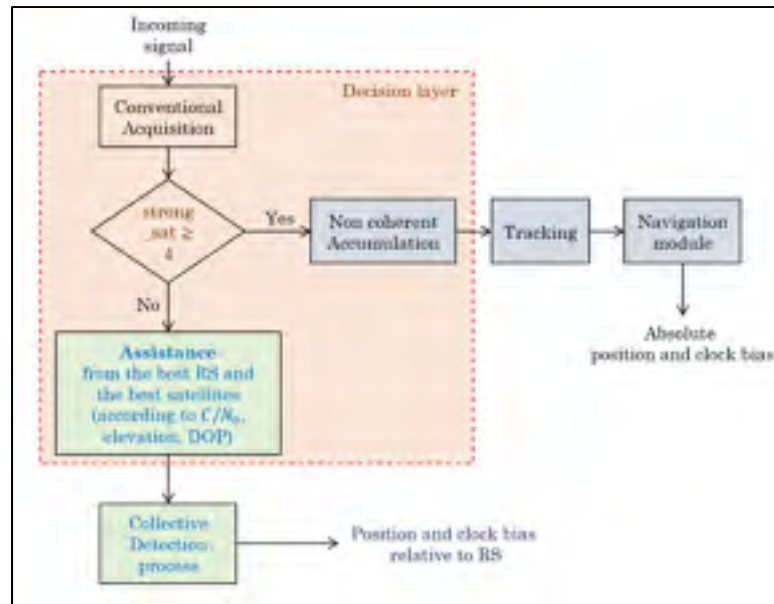 Incoming
signal
Decision layer
Conventional
Acquisition
strong
_sat ≥
4
Yes
No
Non coherent
Accumulation
Tracking
Navigation
module
Absolute
position and clock bias
Assistance
from the best RS and
the best satellines
(according to C/N₀,
elevation, DOP)
Collective
Detection
process
Position and clock bias
relative to RS